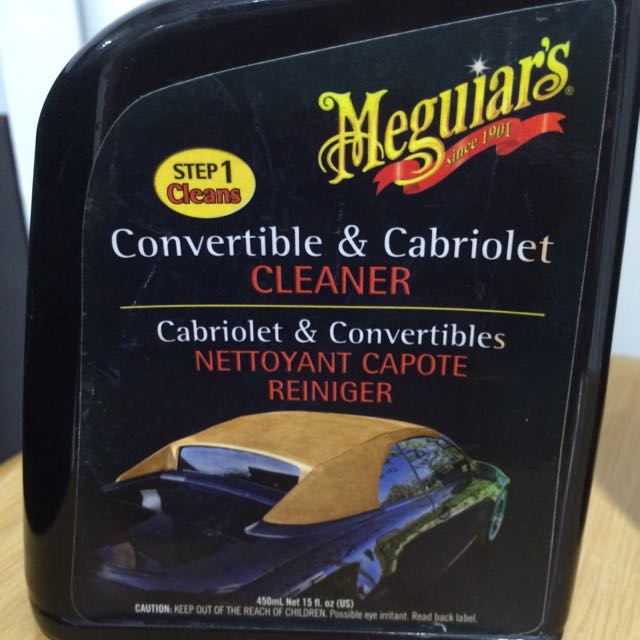 Meguiar's®
since 1901
STEP 1
Cleans
Convertible & Cabriolet
CLEANER
Cabriolet & Convertibles
NETTOYANT CAPOTE
REINIGER
450mL Net 15 fl. oz (US)
CAUTION: KEEP OUT OF THE REACH OF CHILDREN. Possible eye irritant. Read back label.